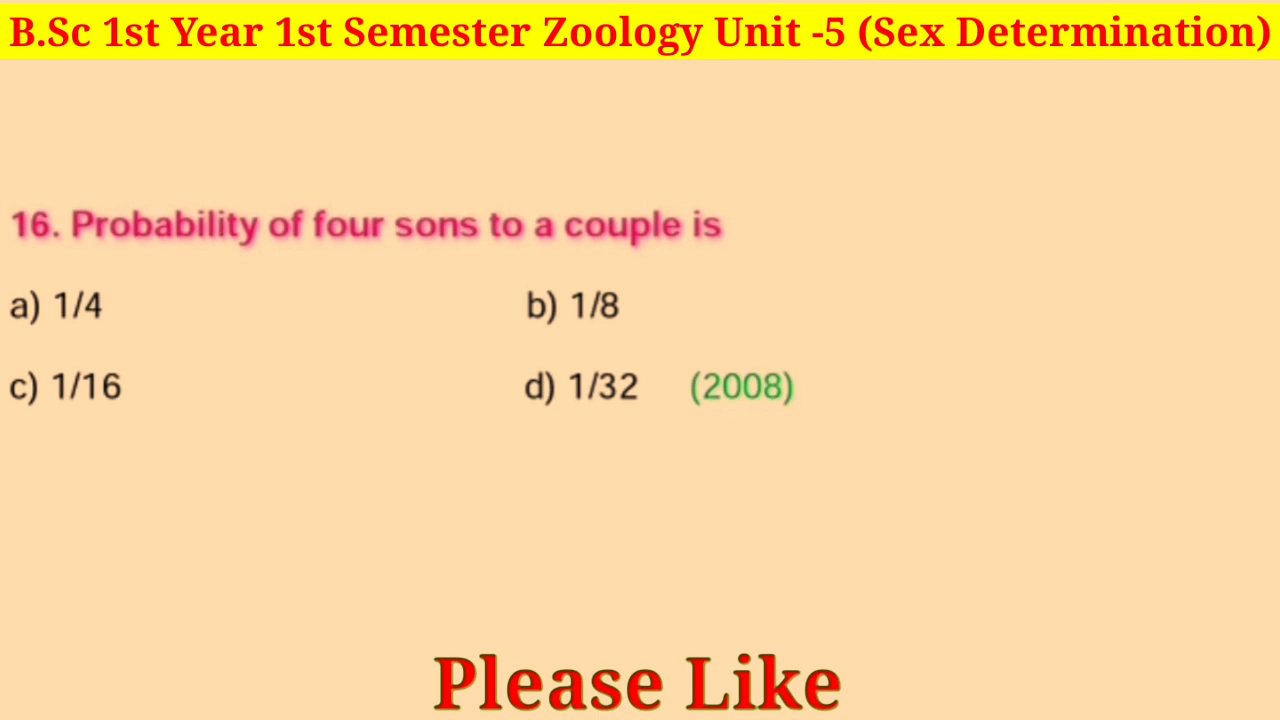 B.Sc 1st Year 1st Semester Zoology Unit -5 (Sex Determination)
16. Probability of four sons to a couple is
a) 1/4 b) 1/8
c) 1/16 d) 1/32 (2008)
Please Like